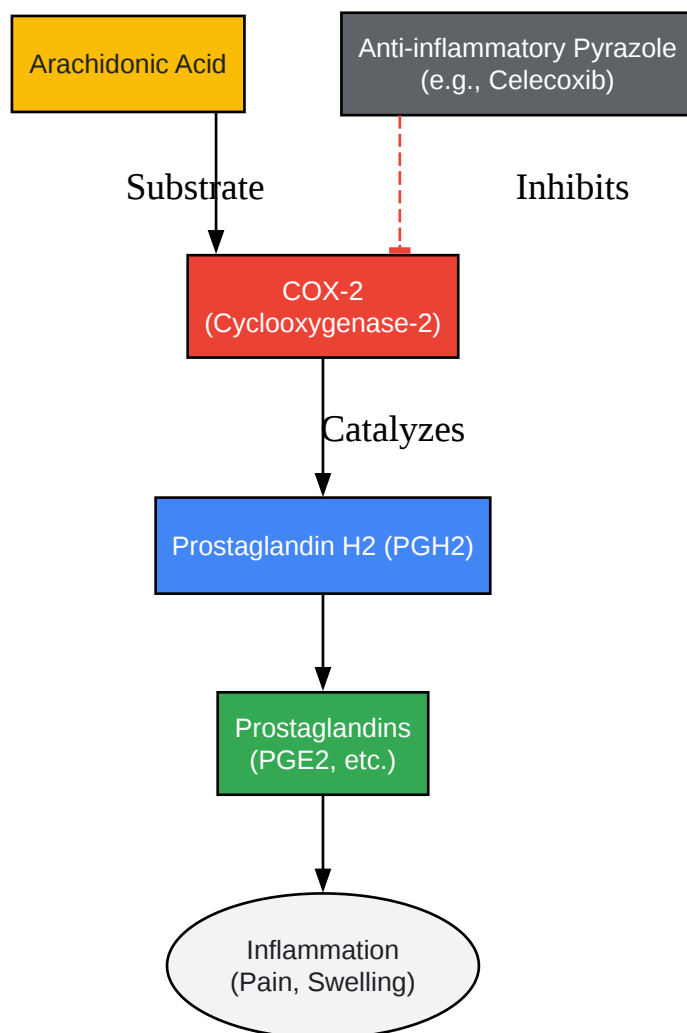 Arachidonic Acid
Anti-inflammatory Pyrazole
(e.g., Celecoxib)
Substrate
Inhibits
COX-2
(Cyclooxygenase-2)
Catalyzes
Prostaglandin H2 (PGH2)
Prostaglandins
(PGE2, etc.)
Inflammation
(Pain, Swelling)